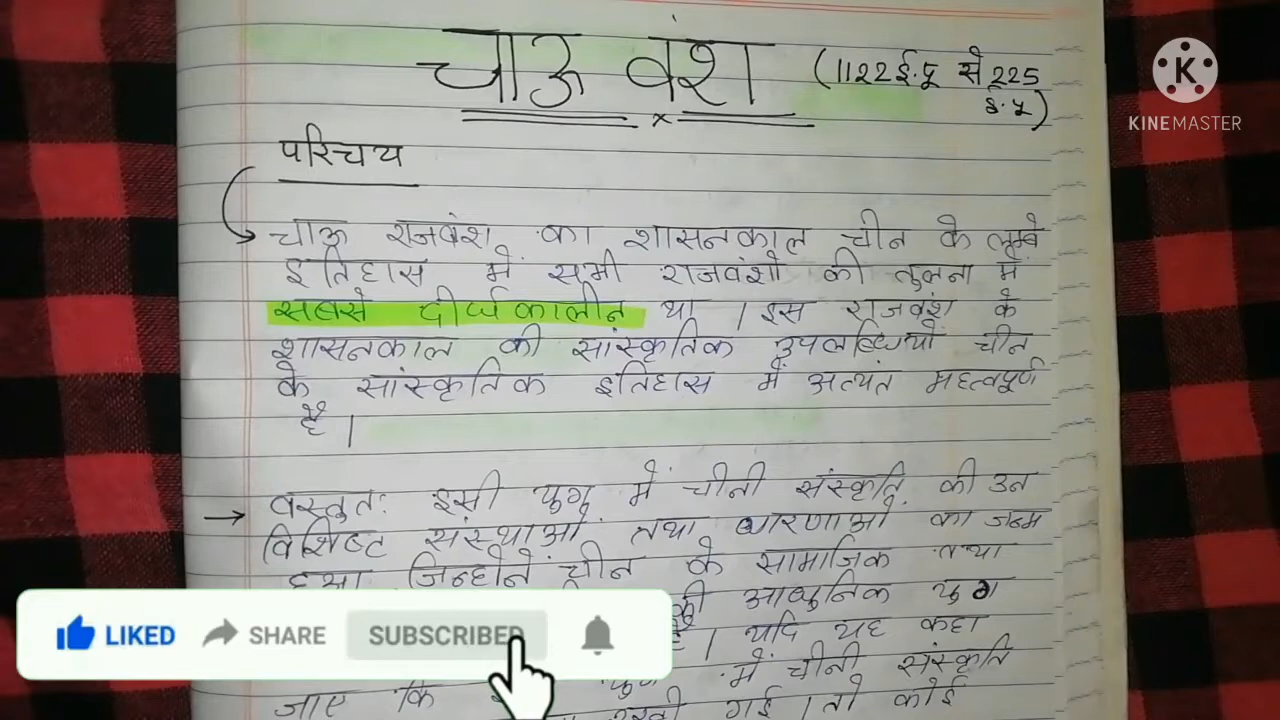 चाऊ वंश (1122 ई.पू से 225
ई.पू)
KINEMASTER
परिचय
चाऊ राजवंश का शासनकाल चीन के लम्बे
इतिहास में सभी राजवंशो की तुलना में
सबसे दीर्घकालीन था । इस राजवंश के
शासनकाल की सांस्कृतिक उपलब्धियाँ चीन
के सांस्कृतिक इतिहास में अत्यंत महत्वपूर्ण
है ।
वस्तुत: इसी युग में चीनी संस्कृति की उन
विशिष्ट संस्थाओं तथा धारणाओं का जन्म
हुआ जिन्होंने चीन के सामाजिक तथा
की आधुनिक युग
है । यदि यह कहा
LIKED SHARE SUBSCRIBED
जाए कि में चीनी संस्कृति
गई । तो कोई